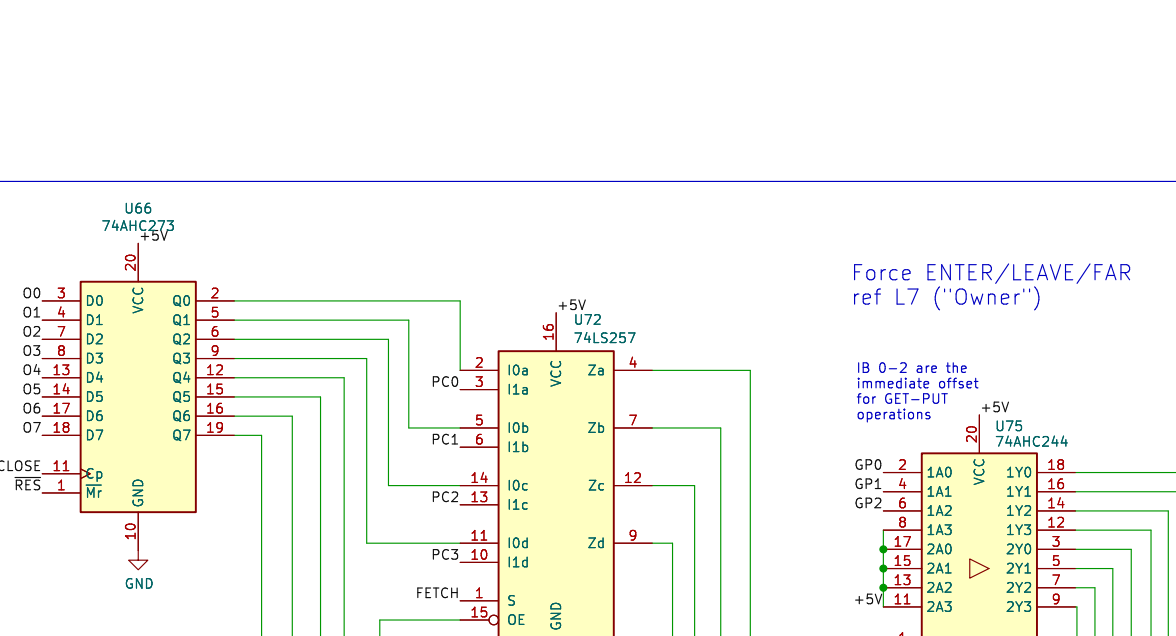 U66
74AHC273
+5V
20
VCC
O0 3 D0 Q0 2
O1 4 D1 Q1 5
O2 7 D2 Q2 6
O3 8 D3 Q3 9
O4 13 D4 Q4 12
O5 14 D5 Q5 15
O6 17 D6 Q6 16
O7 18 D7 Q7 19
CLOSE 11 Cp
RES 1 Mr
GND
10
GND
+5V
U72
74LS257
16
VCC
2 I0a Za 4
PC0 3 I1a
5 I0b Zb 7
PC1 6 I1b
14 I0c Zc 12
PC2 13 I1c
11 I0d Zd 9
PC3 10 I1d
FETCH 1 S
15 OE
GND
Force ENTER/LEAVE/FAR
ref L7 ("Owner")
IB 0-2 are the
immediate offset
for GET-PUT
operations
+5V
U75
74AHC244
20
VCC
GP0 2 1A0 1Y0 18
GP1 4 1A1 1Y1 16
GP2 6 1A2 1Y2 14
8 1A3 1Y3 12
17 2A0 2Y0 3
15 2A1 2Y1 5
13 2A2 2Y2 7
+5V 11 2A3 2Y3 9